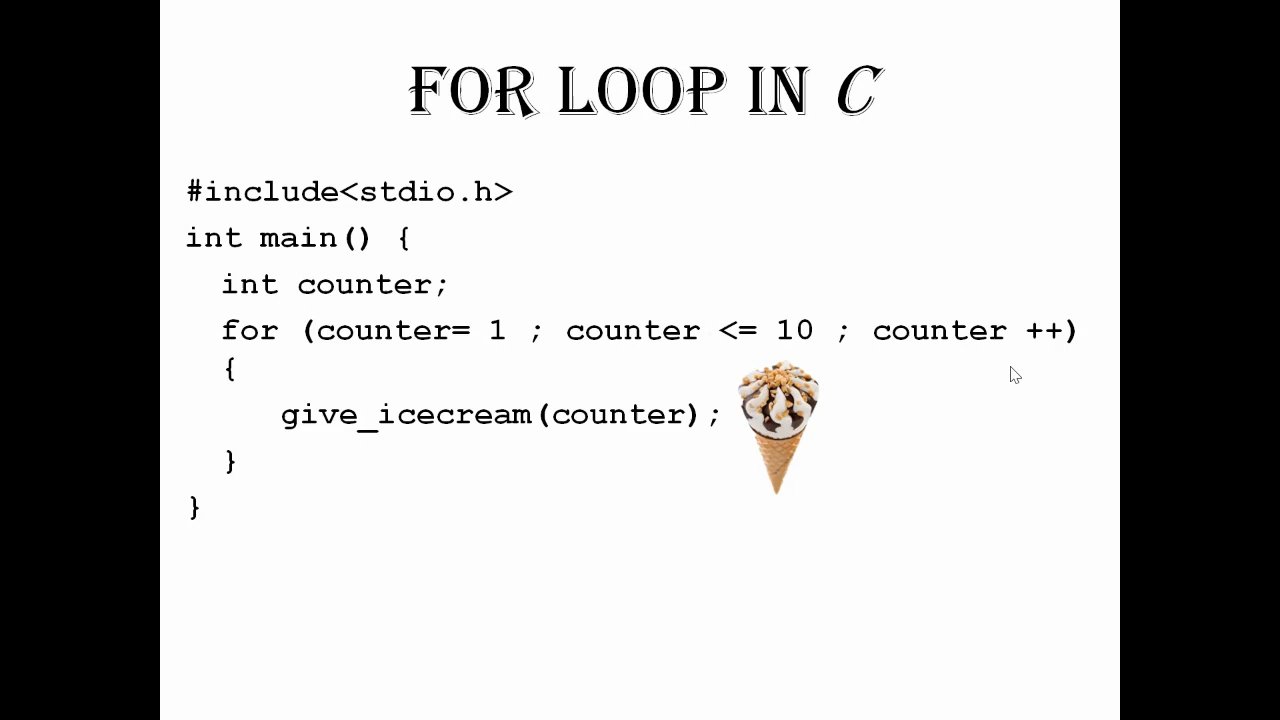 FOR LOOP IN C
#include<stdio.h>
int main() {
int counter;
for (counter= 1 ; counter <= 10 ; counter ++)
{
give_icecream(counter);
}
}